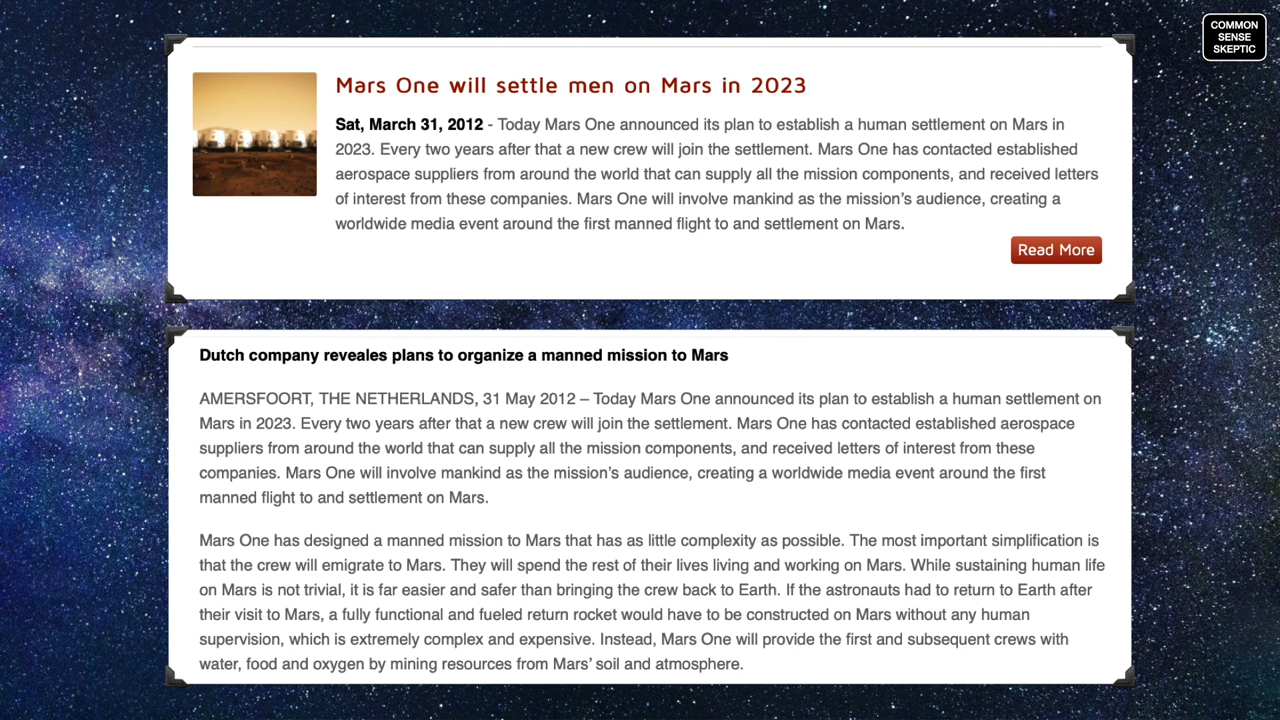 COMMON
SENSE
SKEPTIC
Mars One will settle men on Mars in 2023
Sat, March 31, 2012 - Today Mars One announced its plan to establish a human settlement on Mars in
2023. Every two years after that a new crew will join the settlement. Mars One has contacted established
aerospace suppliers from around the world that can supply all the mission components, and received letters
of interest from these companies. Mars One will involve mankind as the mission’s audience, creating a
worldwide media event around the first manned flight to and settlement on Mars.
Read More
Dutch company reveales plans to organize a manned mission to Mars
AMERSFOORT, THE NETHERLANDS, 31 May 2012 – Today Mars One announced its plan to establish a human settlement on
Mars in 2023. Every two years after that a new crew will join the settlement. Mars One has contacted established aerospace
suppliers from around the world that can supply all the mission components, and received letters of interest from these
companies. Mars One will involve mankind as the mission’s audience, creating a worldwide media event around the first
manned flight to and settlement on Mars.
Mars One has designed a manned mission to Mars that has as little complexity as possible. The most important simplification is
that the crew will emigrate to Mars. They will spend the rest of their lives living and working on Mars. While sustaining human life
on Mars is not trivial, it is far easier and safer than bringing the crew back to Earth. If the astronauts had to return to Earth after
their visit to Mars, a fully functional and fueled return rocket would have to be constructed on Mars without any human
supervision, which is extremely complex and expensive. Instead, Mars One will provide the first and subsequent crews with
water, food and oxygen by mining resources from Mars’ soil and atmosphere.